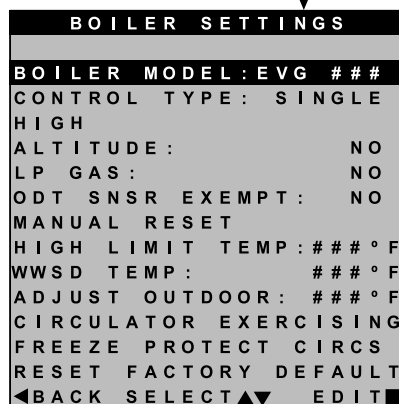 BOILER SETTINGS
BOILER MODEL:EVG ###
CONTROL TYPE: SINGLE
HIGH
ALTITUDE: NO
LP GAS: NO
ODT SNSR EXEMPT: NO
MANUAL RESET
HIGH LIMIT TEMP:###°F
WWSD TEMP: ###°F
ADJUST OUTDOOR: ###°F
CIRCULATOR EXERCISING
FREEZE PROTECT CIRCS
RESET FACTORY DEFAULT
◀BACK SELECT▲▼ EDIT■